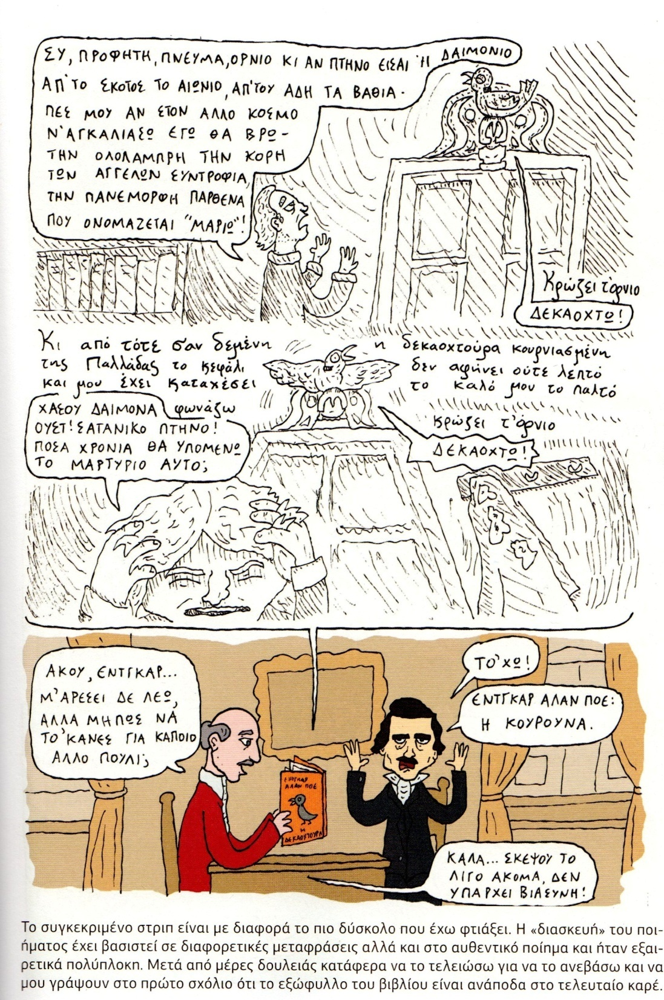 ΣΥ, ΠΡΟΦΗΤΗ, ΠΝΕΥΜΑ, ΟΡΝΙΟ ΚΙ ΑΝ ΠΤΗΝΟ ΕΙΣΑΙ Ή ΔΑΙΜΟΝΙΟ
ΑΠ'ΤΟ ΣΚΟΤΟΣ ΤΟ ΑΙΩΝΙΟ, ΑΠ'ΤΟΥ ΑΔΗ ΤΑ ΒΑΘΙΑ·
ΠΕΣ ΜΟΥ ΑΝ ΣΤΟΝ ΑΛΛΟ ΚΟΣΜΟ
Ν'ΑΓΚΑΛΙΑΣΩ ΕΓΩ ΘΑ ΒΡΩ-
ΤΗΝ ΟΛΟΛΑΜΠΡΗ ΤΗΝ ΚΟΡΗ
ΤΩΝ ΑΓΓΕΛΩΝ ΣΥΝΤΡΟΦΙΑ,
ΤΗΝ ΠΑΝΕΜΟΡΦΗ ΠΑΡΘΕΝΑ
ΠΟΥ ΟΝΟΜΑΖΕΤΑΙ "ΜΑΡΙΩ"!
Κρώζει τ'όρνιο
ΔΕΚΑΟΧΤΩ!
Κι από τότε σαν δεμένη
της Παλλάδας το κεφάλι
και μου έχει καταχέσει
η δεκαοχτούρα κουρνιασμένη
δεν αφήνει ούτε λεπτό
το καλό μου το παλτό
ΧΑΣΟΥ ΔΑΙΜΟΝΑ φωνάζω
ΟΥΣΤ! ΣΑΤΑΝΙΚΟ ΠΤΗΝΟ!
ΠΟΣΑ ΧΡΟΝΙΑ ΘΑ ΥΠΟΜΕΝΩ
ΤΟ ΜΑΡΤΥΡΙΟ ΑΥΤΟ;
κρώζει τ'όρνιο
ΔΕΚΑΟΧΤΩ!
ΑΚΟΥ, ΕΝΤΓΚΑΡ...
Μ'ΑΡΕΣΕΙ ΔΕ ΛΕΩ,
ΑΛΛΑ ΜΗΠΩΣ ΝΑ
ΤΟ'ΚΑΝΕΣ ΓΙΑ ΚΑΠΟΙΟ
ΑΛΛΟ ΠΟΥΛΙ;
ΤΟ'ΧΩ!
ΕΝΤΓΚΑΡ ΑΛΑΝ ΠΟΕ:
Η ΚΟΥΡΟΥΝΑ.
ΕΝΤΓΚΑΡ
ΑΛΑΝ ΠΟΕ
Η
ΔΕΚΑΟΧΤΟΥΡΑ
ΚΑΛΑ... ΣΚΕΨΟΥ ΤΟ
ΛΙΓΟ ΑΚΟΜΑ, ΔΕΝ
ΥΠΑΡΧΕΙ ΒΙΑΣΥΝΗ!
Το συγκεκριμένο στριπ είναι με διαφορά το πιο δύσκολο που έχω φτιάξει. Η «διασκευή» του ποι-
ήματος έχει βασιστεί σε διαφορετικές μεταφράσεις αλλά και στο αυθεντικό ποίημα και ήταν εξαι-
ρετικά πολύπλοκη. Μετά από μέρες δουλειάς κατάφερα να το τελειώσω για να το ανεβάσω και να
μου γράψουν στο πρώτο σχόλιο ότι το εξώφυλλο του βιβλίου είναι ανάποδα στο τελευταίο καρέ.